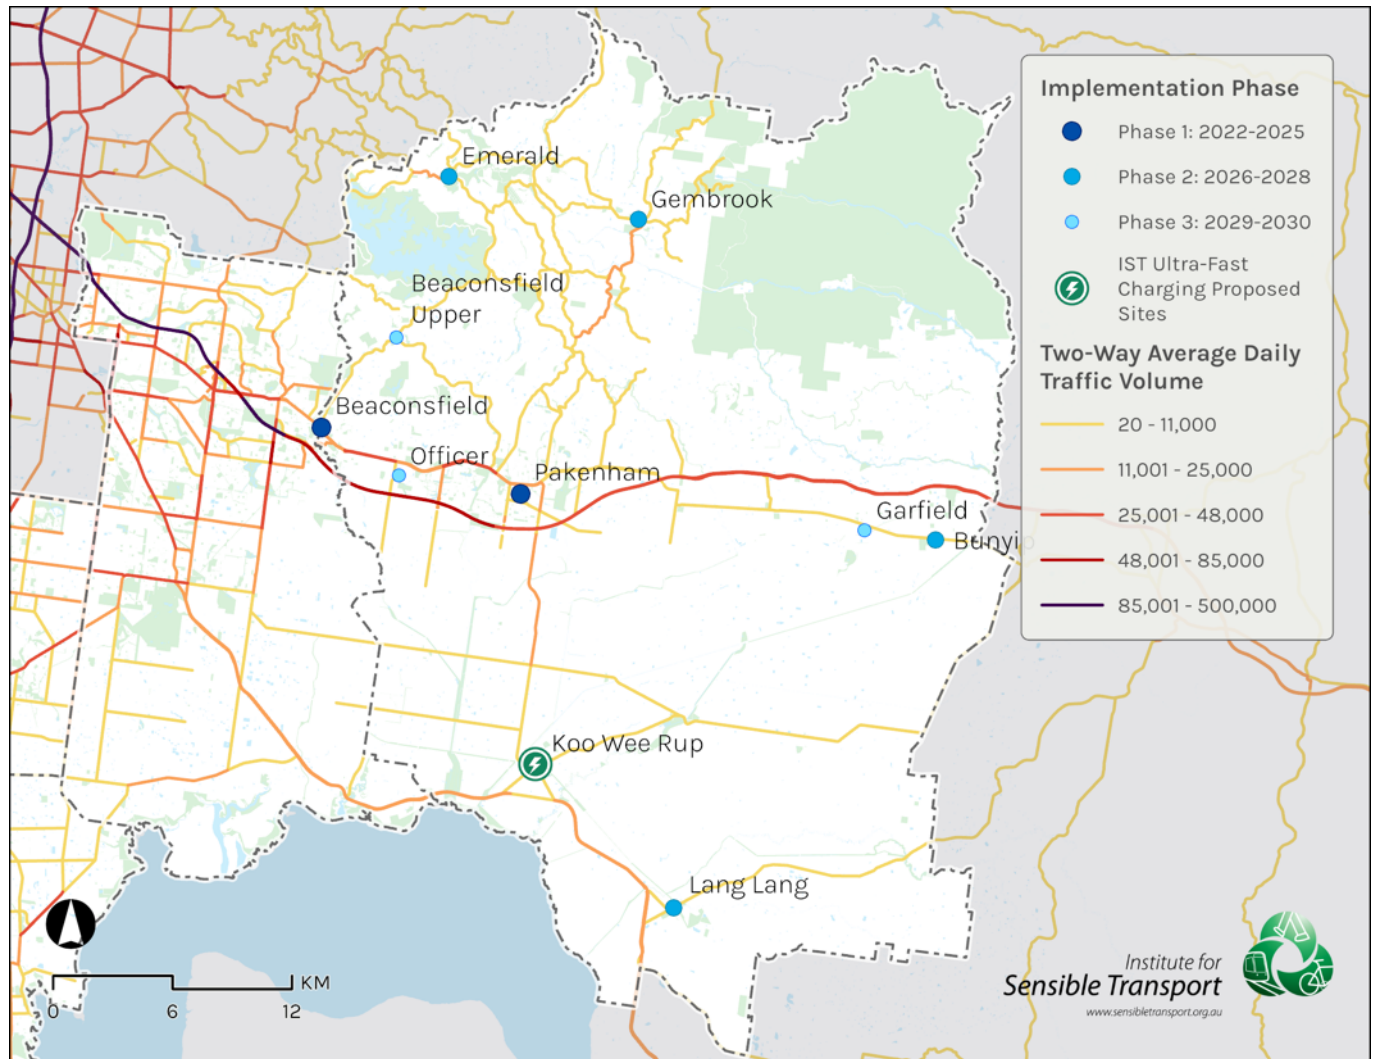 Emerald
Gembrook
Beaconsfield
Upper
Beaconsfield
Officer
Pakenham
Garfield
Bunyip
Koo Wee Rup
Lang Lang
Implementation Phase
Phase 1: 2022-2025
Phase 2: 2026-2028
Phase 3: 2029-2030
IST Ultra-Fast
Charging Proposed
Sites
Two-Way Average Daily
Traffic Volume
20 - 11,000
11,001 - 25,000
25,001 - 48,000
48,001 - 85,000
85,001 - 500,000
KM
0 6 12
Institute for
Sensible Transport
www.sensibletransport.org.au